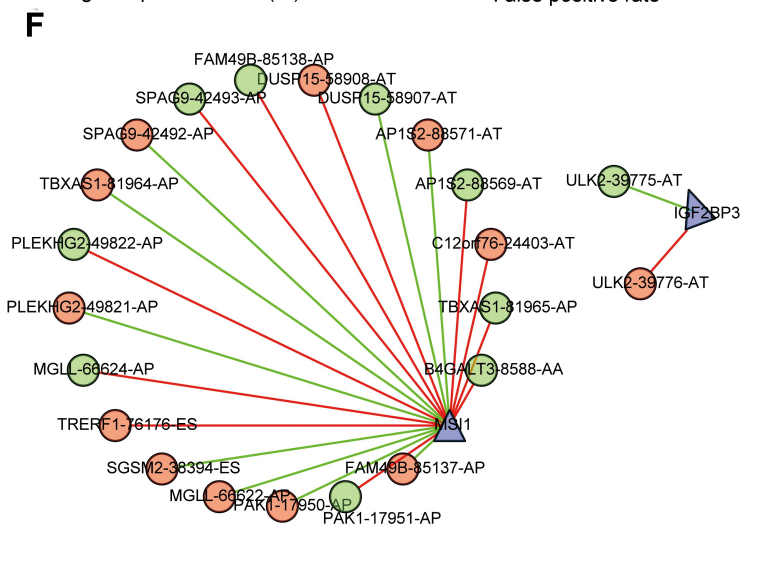 F
FAM49B-85138-AP
DUSP15-58908-AT
SPAG9-42493-AP
DUSP15-58907-AT
SPAG9-42492-AP
AP1S2-88571-AT
TBXAS1-81964-AP
AP1S2-88569-AT
ULK2-39775-AT
IGF2BP3
PLEKHG2-49822-AP
C12orf76-24403-AT
ULK2-39776-AT
PLEKHG2-49821-AP
TBXAS1-81965-AP
MGLL-66624-AP
B4GALT3-8588-AA
TRERF1-76176-ES
MSI1
SGSM2-38394-ES
FAM49B-85137-AP
MGLL-66622-AP
PAK1-17950-AP
PAK1-17951-AP